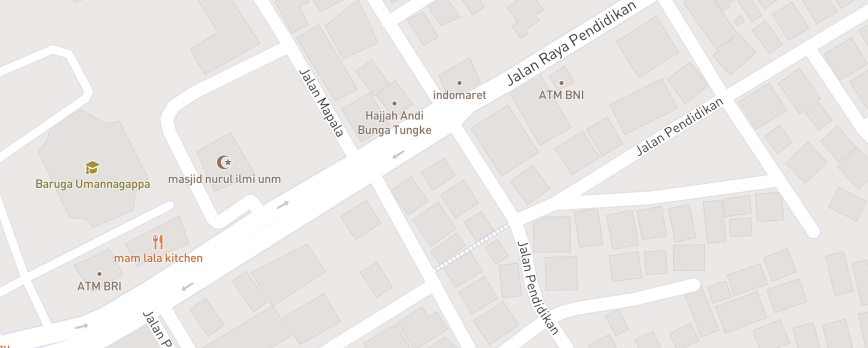 Jalan Raya Pendidikan
Jalan Mapala
indomaret
ATM BNI
Hajjah Andi
Bunga Tungke
Jalan Pendidikan
masjid nurul ilmi unm
Baruga Umannagappa
mam lala kitchen
ATM BRI
Jalan Pendidikan
Jalan P